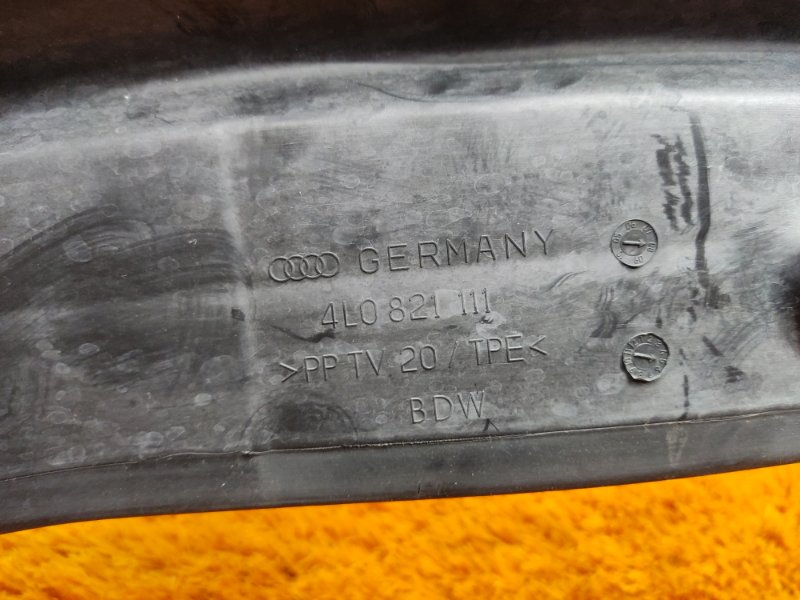 GERMANY
4L0 821 111
>PP TV 20 / TPE<
BDW